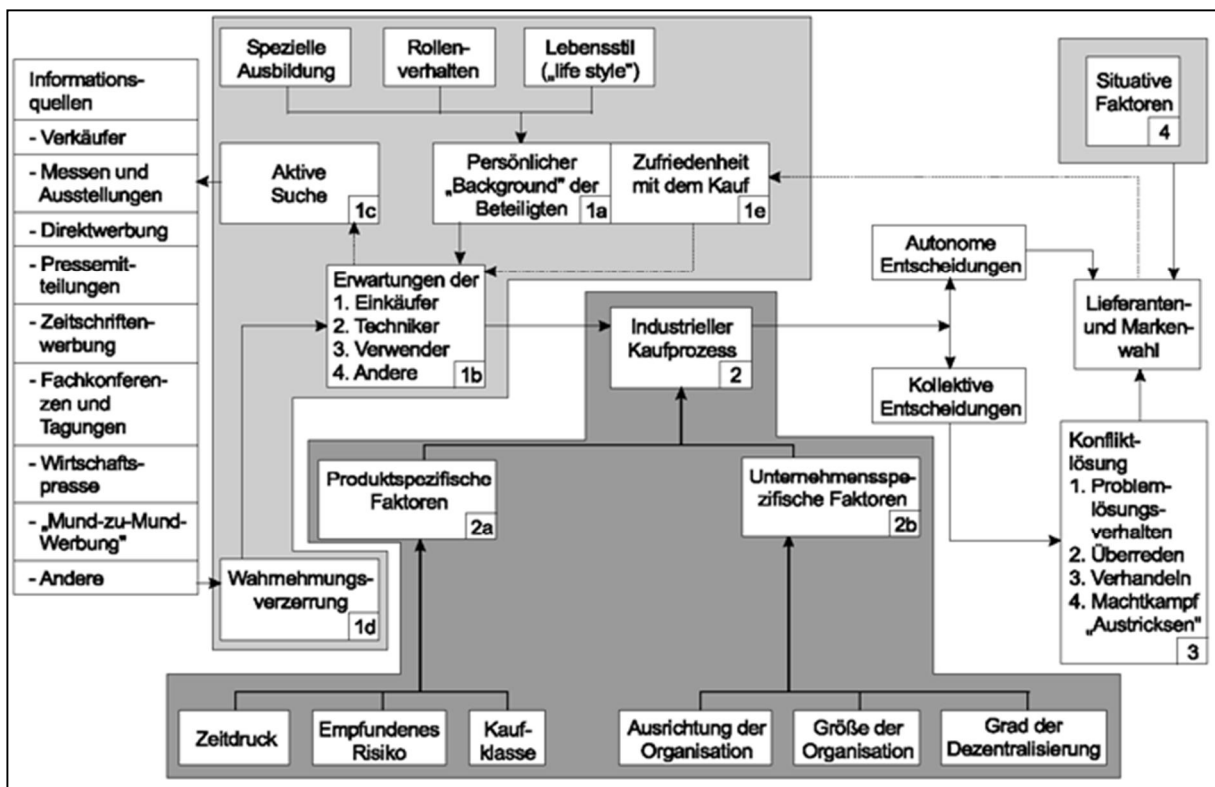 Informations-
quellen
- Verkäufer
- Messen und
Ausstellungen
- Direktwerbung
- Pressemit-
teilungen
- Zeitschriften-
werbung
- Fachkonferen-
zen und
Tagungen
- Wirtschafts-
presse
- „Mund-zu-Mund-
Werbung"
- Andere
Spezielle
Ausbildung
Rollen-
verhalten
Lebensstil
(„life style")
Aktive
Suche
1c
Persönlicher
„Background" der
Beteiligten
1a
Zufriedenheit
mit dem Kauf
1e
Erwartungen der
1. Einkäufer
2. Techniker
3. Verwender
4. Andere
1b
Wahrnehmungs-
verzerrung
1d
Industrieller
Kaufprozess
2
Produktspezifische
Faktoren
2a
Unternehmensspe-
zifische Faktoren
2b
Zeitdruck
Empfundenes
Risiko
Kauf-
klasse
Ausrichtung der
Organisation
Größe der
Organisation
Grad der
Dezentralisierung
Autonome
Entscheidungen
Kollektive
Entscheidungen
Situative
Faktoren
4
Lieferanten-
und Marken-
wahl
Konflikt-
lösung
1. Problem-
lösungs-
verhalten
2. Überreden
3. Verhandeln
4. Machtkampf
„Austricksen"
3